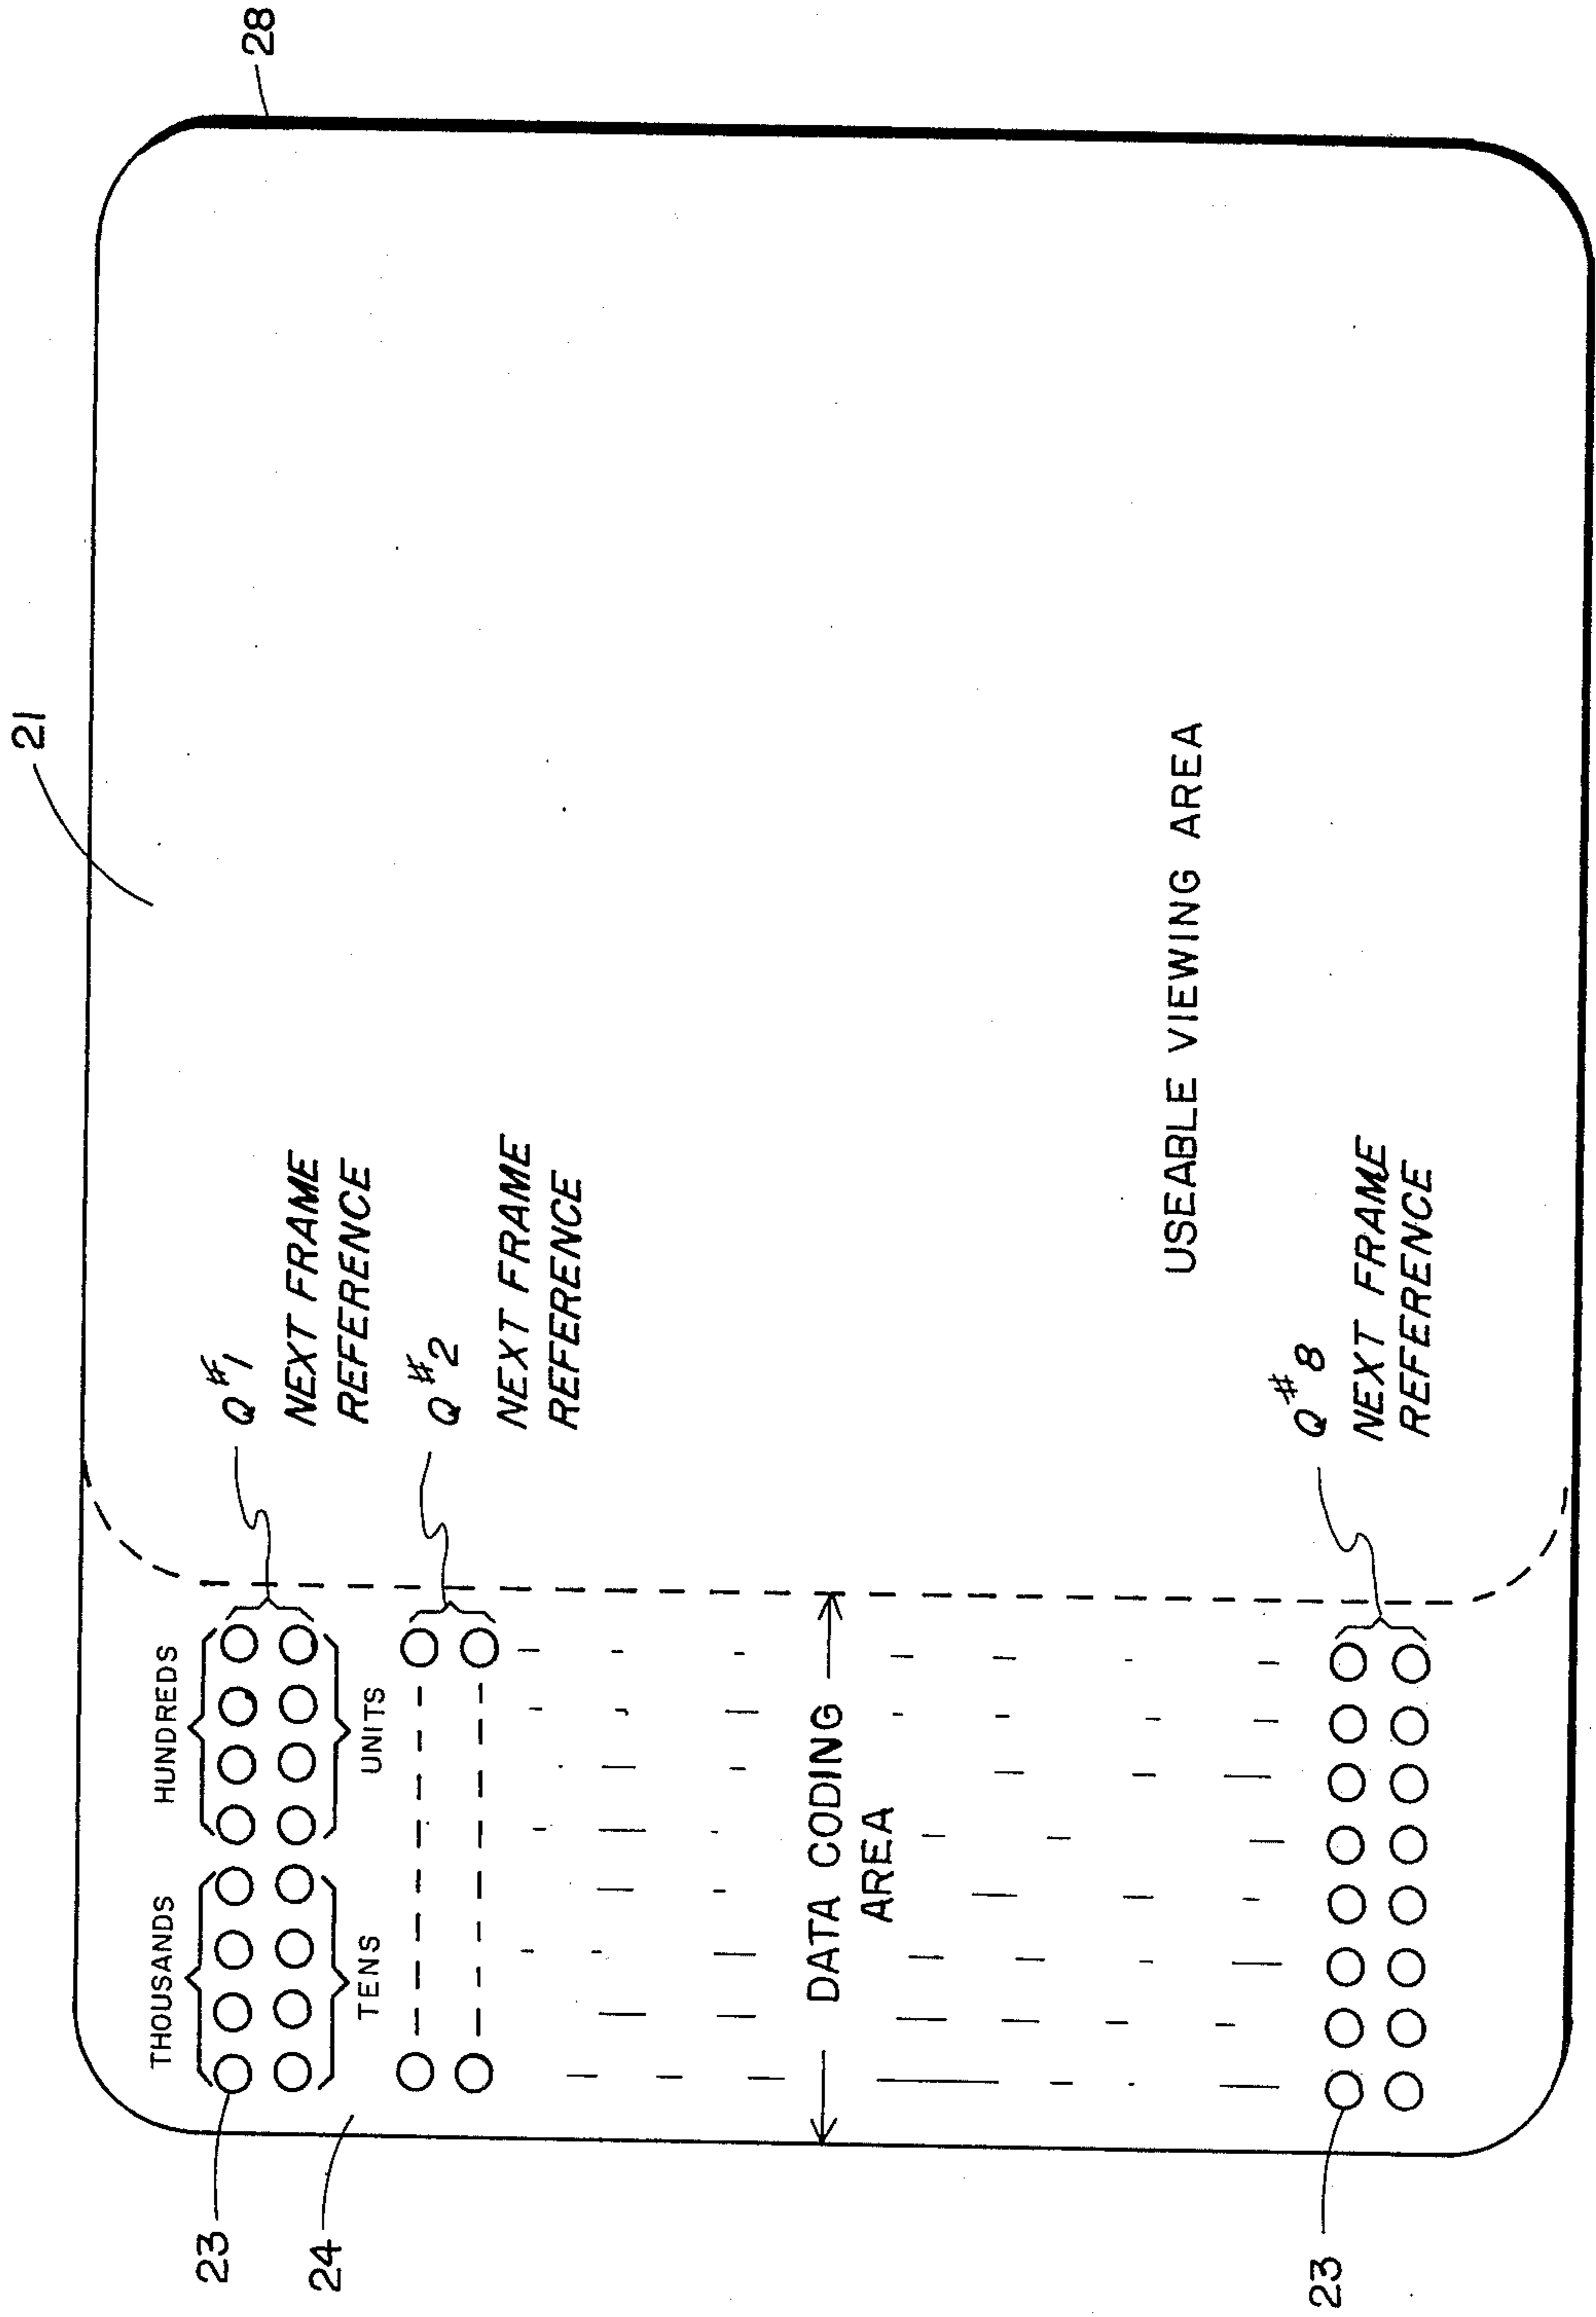 21
28
THOUSANDS
HUNDREDS
23
TENS
UNITS
24
Q#1
NEXT FRAME
REFERENCE
Q#2
NEXT FRAME
REFERENCE
DATA CODING
AREA
USEABLE VIEWING AREA
23
Q#8
NEXT FRAME
REFERENCE